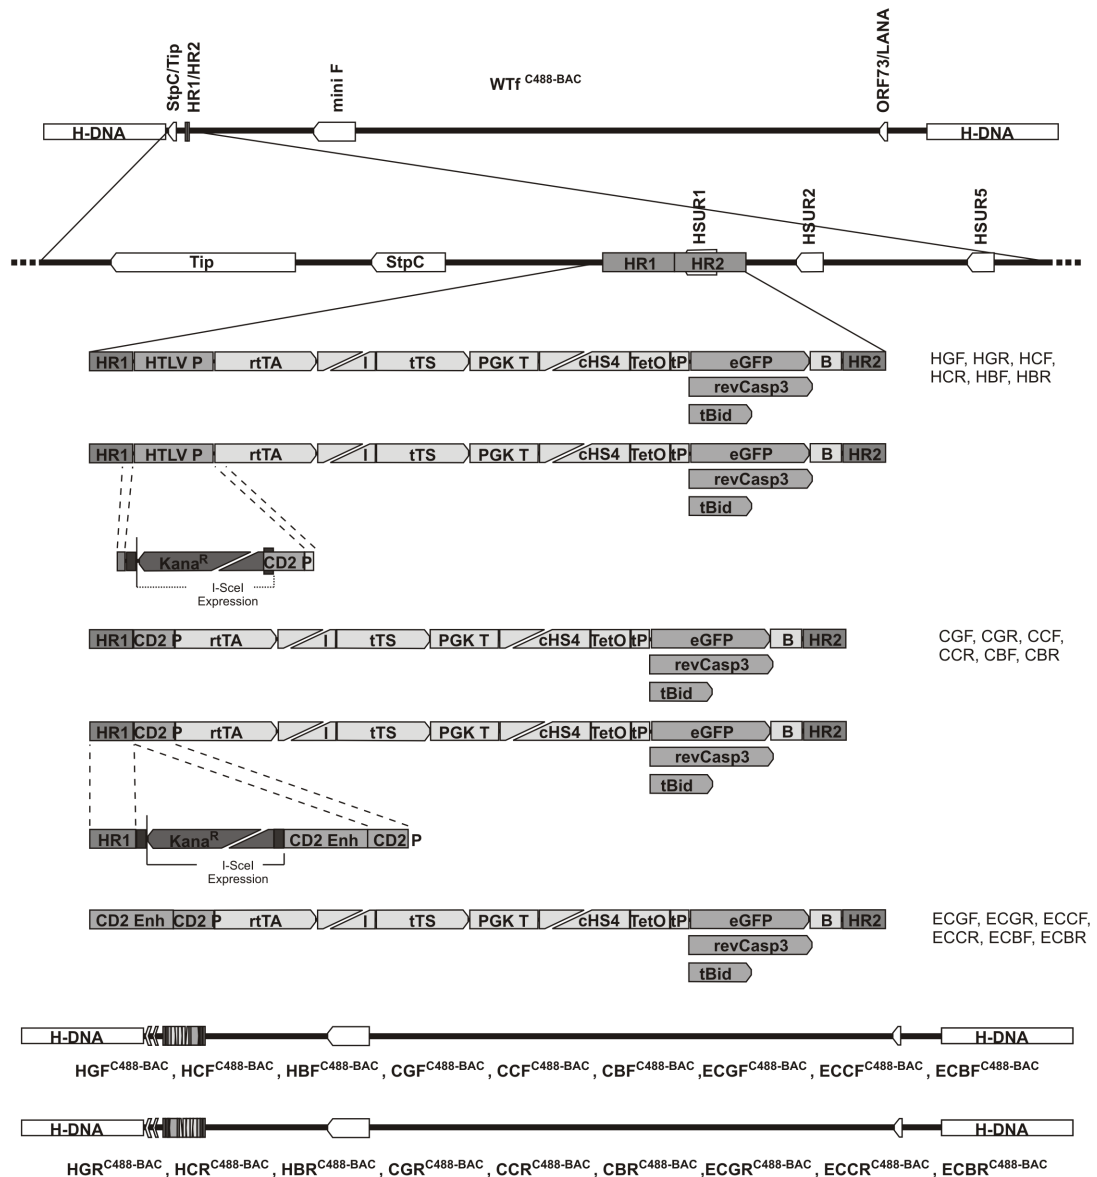 StpC/Tip
HR1/HR2
mini F
WTf C488-BAC
ORF73/LANA
H-DNA H-DNA
HSUR1
HSUR2
HSUR5
Tip StpC HR1 HR2
HR1 HTLV P rtTA I tTS PGK T cHS4 TetO tP eGFP B HR2
revCasp3
tBid
HGF, HGR, HCF,
HCR, HBF, HBR
HR1 HTLV P rtTA I tTS PGK T cHS4 TetO tP eGFP B HR2
revCasp3
tBid
KanaR CD2 P
I-SceI
Expression
HR1 CD2 P rtTA I tTS PGK T cHS4 TetO tP eGFP B HR2
revCasp3
tBid
CGF, CGR, CCF,
CCR, CBF, CBR
HR1 CD2 P rtTA I tTS PGK T cHS4 TetO tP eGFP B HR2
revCasp3
tBid
HR1 KanaR CD2 Enh CD2 P
I-SceI
Expression
CD2 Enh CD2 P rtTA I tTS PGK T cHS4 TetO tP eGFP B HR2
revCasp3
tBid
ECGF, ECGR, ECCF,
ECCR, ECBF, ECBR
H-DNA H-DNA
HGFC488-BAC , HCFC488-BAC , HBFC488-BAC , CGFC488-BAC , CCFC488-BAC , CBFC488-BAC ,ECGFC488-BAC , ECCFC488-BAC , ECBFC488-BAC
H-DNA H-DNA
HGRC488-BAC , HCRC488-BAC , HBRC488-BAC , CGRC488-BAC , CCRC488-BAC , CBRC488-BAC ,ECGRC488-BAC , ECCRC488-BAC , ECBRC488-BAC